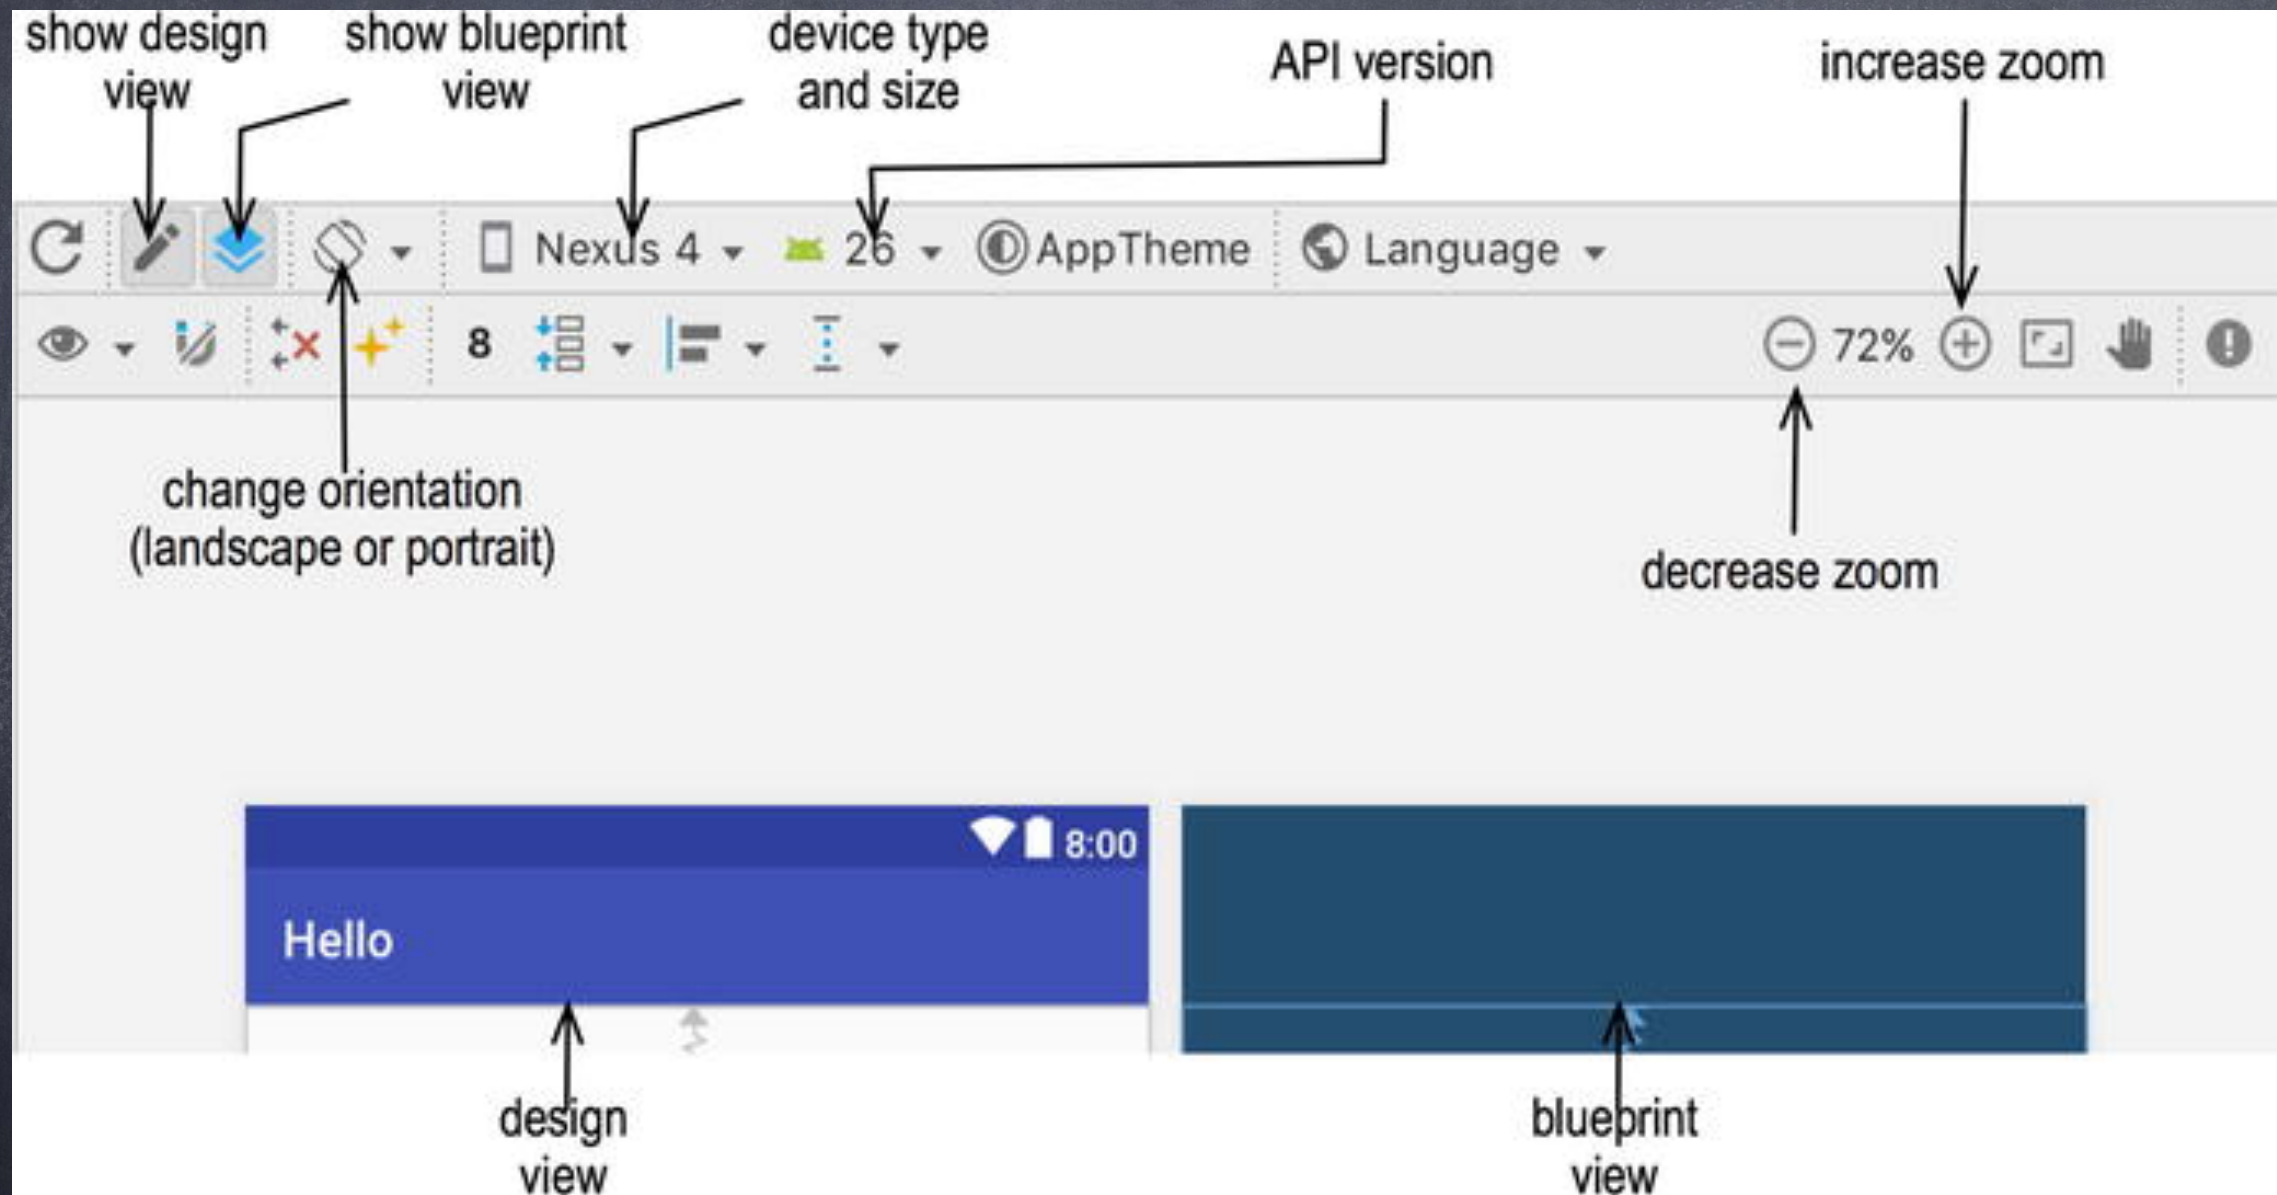 show design
view
show blueprint
view
device type
and size
API version
increase zoom
Nexus 4
26
AppTheme
Language
8
72%
change orientation
(landscape or portrait)
decrease zoom
8:00
Hello
design
view
blueprint
view